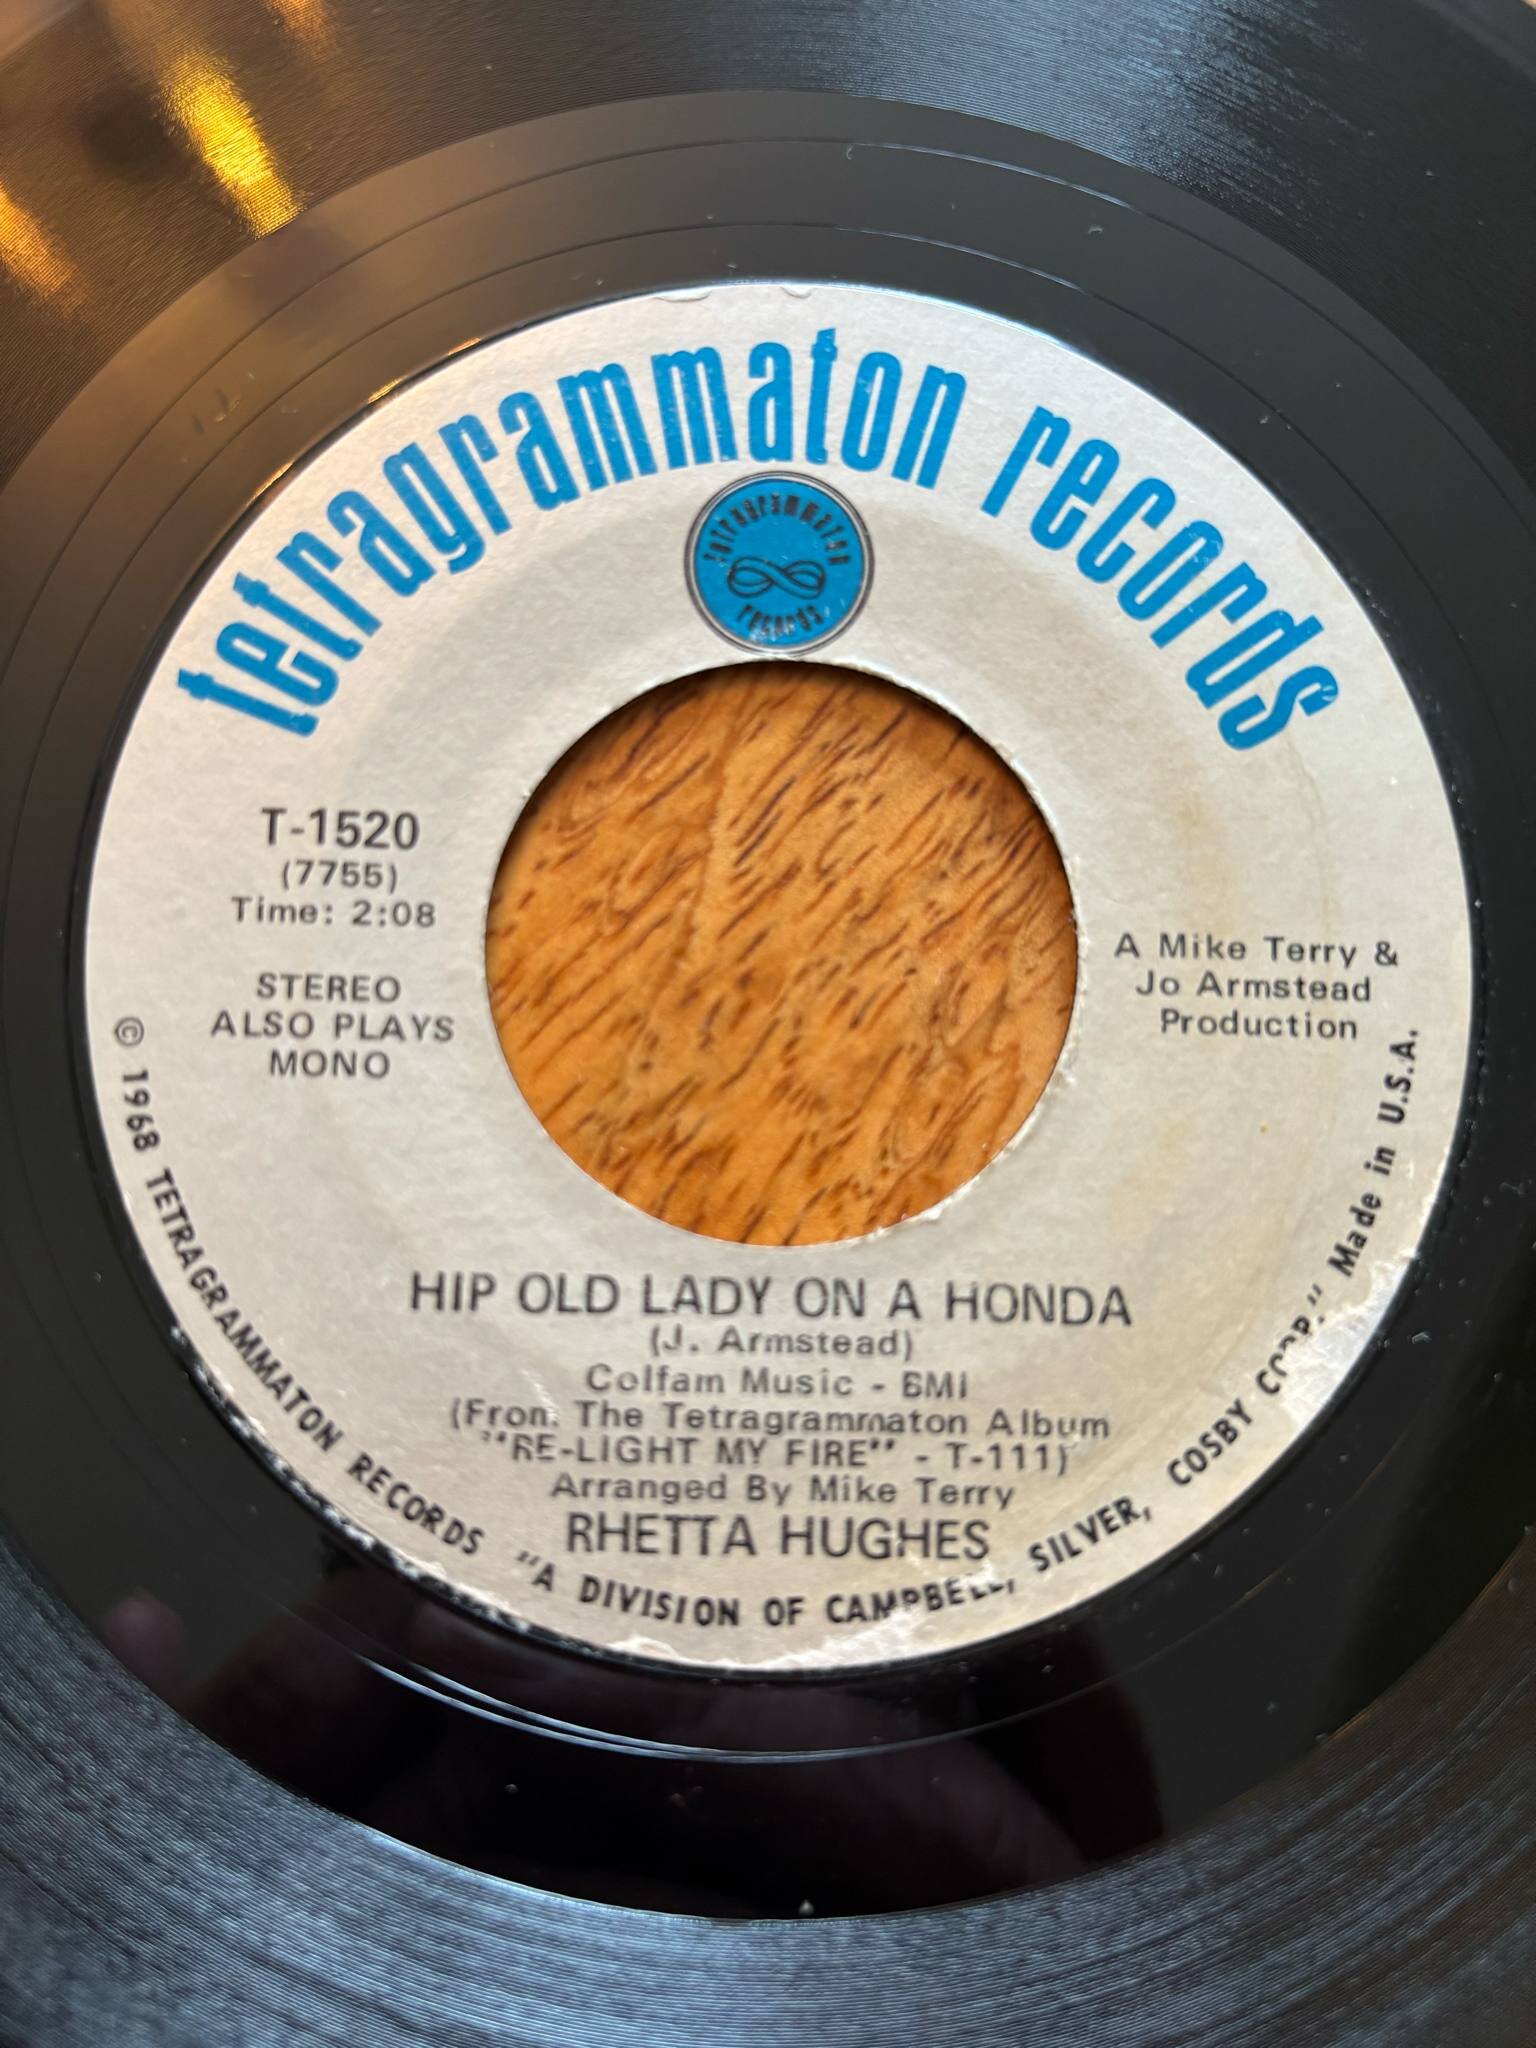 tetragrammaton records
tetragrammaton
records
T-1520
(7755)
Time: 2:08
STEREO
ALSO PLAYS
MONO
A Mike Terry &
Jo Armstead
Production
HIP OLD LADY ON A HONDA
(J. Armstead)
Colfam Music - BMI
(From The Tetragrammaton Album
"RE-LIGHT MY FIRE" - T-111)
Arranged By Mike Terry
RHETTA HUGHES
© 1968 TETRAGRAMMATON RECORDS "A DIVISION OF CAMPBELL, SILVER, COSBY CORP." Made in U.S.A.